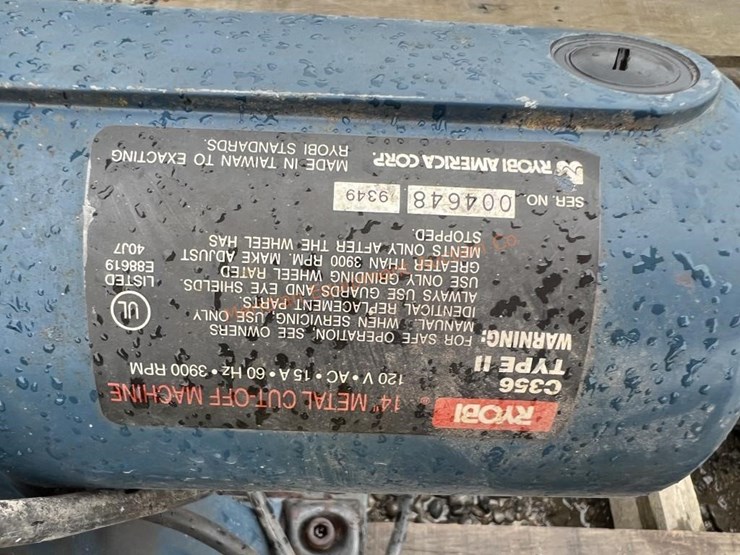 RYOBI 14" METAL CUT-OFF MACHINE
C356 120 V • AC • 15 A • 60 Hz • 3900 RPM
TYPE II
WARNING: FOR SAFE OPERATION, SEE OWNERS
MANUAL WHEN SERVICING, USE ONLY
IDENTICAL REPLACEMENT PARTS.
ALWAYS USE GUARDS AND EYE SHIELDS.
USE ONLY GRINDING WHEEL RATED
GREATER THAN 3900 RPM. MAKE ADJUST
MENTS ONLY AFTER THE WHEEL HAS
STOPPED.
UL
LISTED
E88619
40J7
SER. NO. 004648 9349
RYOBI AMERICA CORP.
MADE IN TAIWAN TO EXACTING
RYOBI STANDARDS.